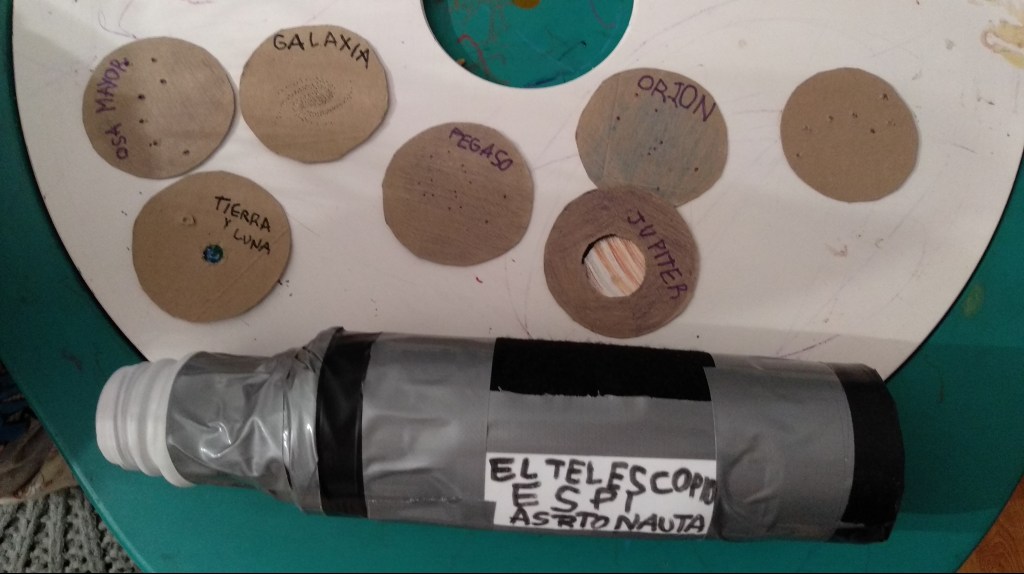 OSA MAYOR
GALAXIA
PEGASO
ORION
TIERRA
Y LUNA
JUPITER
EL TELESCOPIO
ESPI
ASRTONAUTA